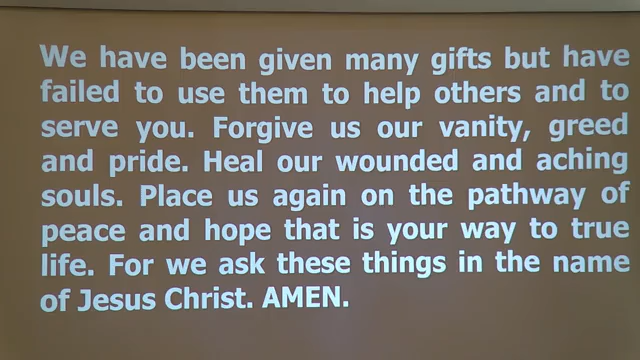 We have been given many gifts but have
failed to use them to help others and to
serve you. Forgive us our vanity, greed
and pride. Heal our wounded and aching
souls. Place us again on the pathway of
peace and hope that is your way to true
life. For we ask these things in the name
of Jesus Christ. AMEN.